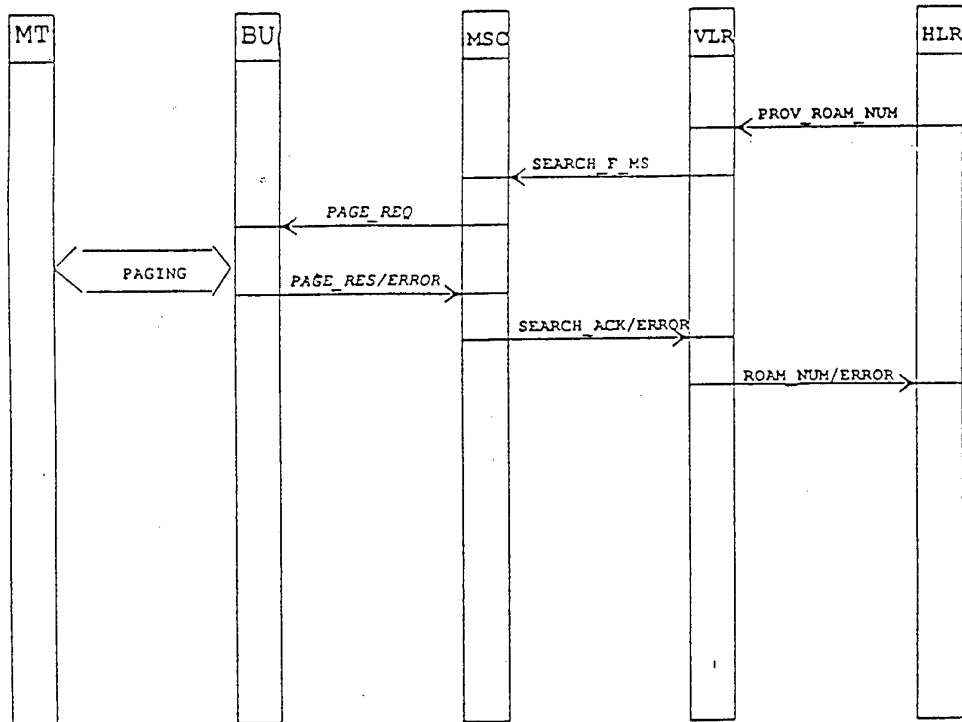 MT BU MSC VLR HLR
PROV_ROAM_NUM
SEARCH_F_MS
PAGE_REQ
PAGING
PAGE_RES/ERROR
SEARCH_ACK/ERROR
ROAM_NUM/ERROR